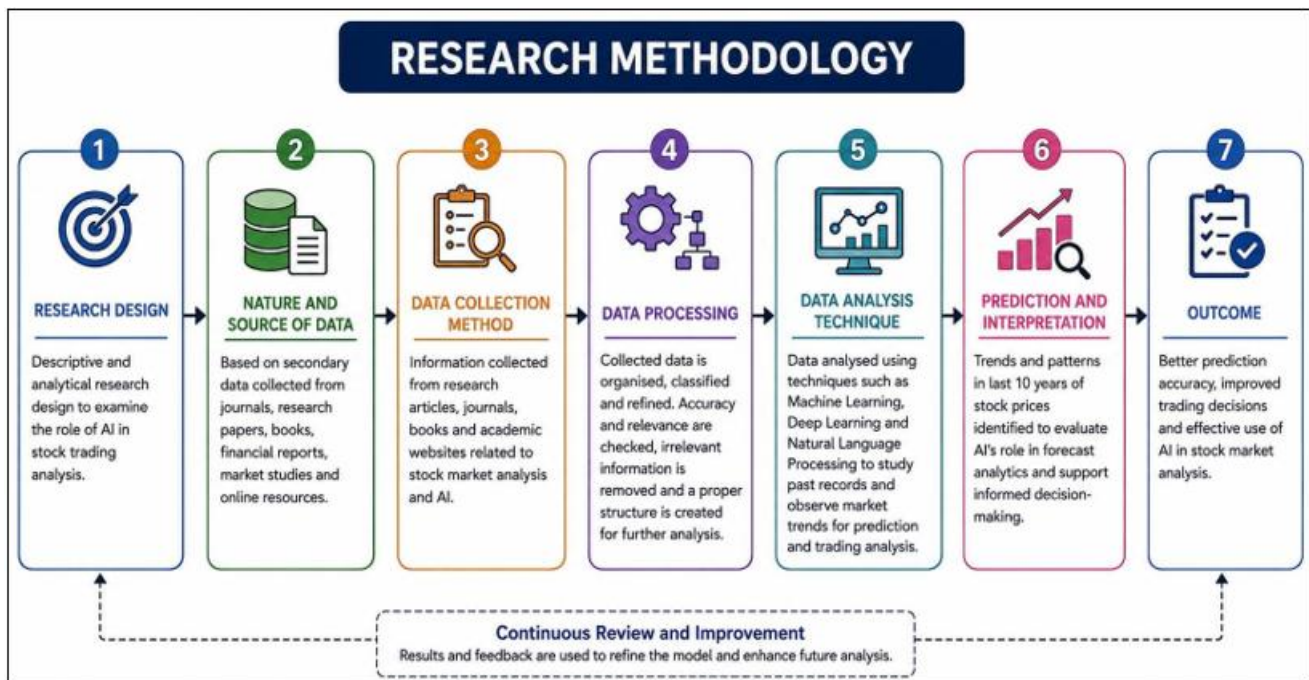 RESEARCH METHODOLOGY
1
RESEARCH DESIGN
Descriptive and
analytical research
design to examine
the role of AI in
stock trading
analysis.
2
NATURE AND
SOURCE OF DATA
Based on secondary
data collected from
journals, research
papers, books,
financial reports,
market studies and
online resources.
3
DATA COLLECTION
METHOD
Information collected
from research
articles, journals,
books and academic
websites related to
stock market analysis
and AI.
4
DATA PROCESSING
Collected data is
organised, classified
and refined. Accuracy
and relevance are
checked, irrelevant
information is
removed and a proper
structure is created
for further analysis.
5
DATA ANALYSIS
TECHNIQUE
Data analysed using
techniques such as
Machine Learning,
Deep Learning and
Natural Language
Processing to study
past records and
observe market
trends for prediction
and trading analysis.
6
PREDICTION AND
INTERPRETATION
Trends and patterns
in last 10 years of
stock prices
identified to evaluate
AI's role in forecast
analytics and support
informed decision-
making.
7
OUTCOME
Better prediction
accuracy, improved
trading decisions
and effective use of
AI in stock market
analysis.
Continuous Review and Improvement
Results and feedback are used to refine the model and enhance future analysis.